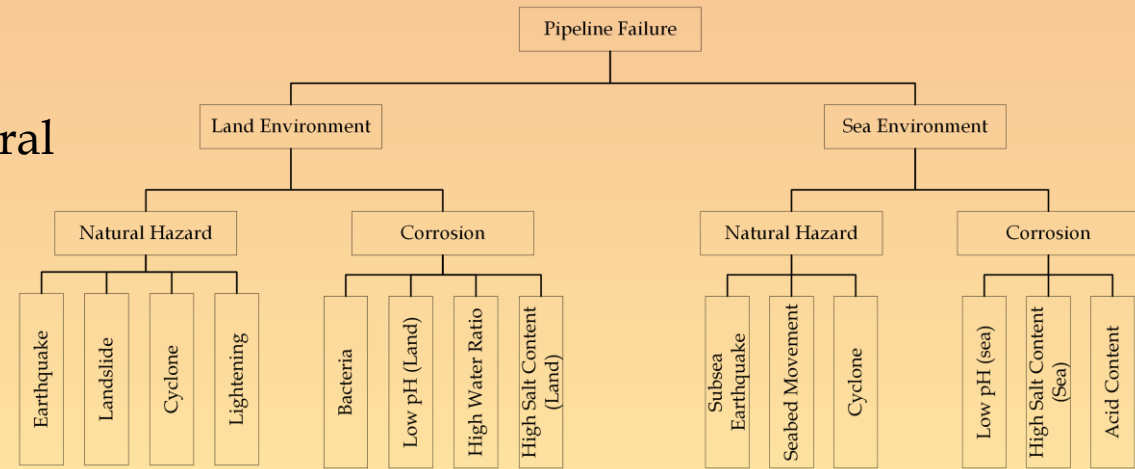 Pipeline Failure
ral
Land Environment
Sea Environment
Natural Hazard
Corrosion
Natural Hazard
Corrosion
Earthquake
Landslide
Cyclone
Lightening
Bacteria
Low pH (Land)
High Water Ratio
High Salt Content
(Land)
Subsea
Earthquake
Seabed Movement
Cyclone
Low pH (sea)
High Salt Content
(Sea)
Acid Content